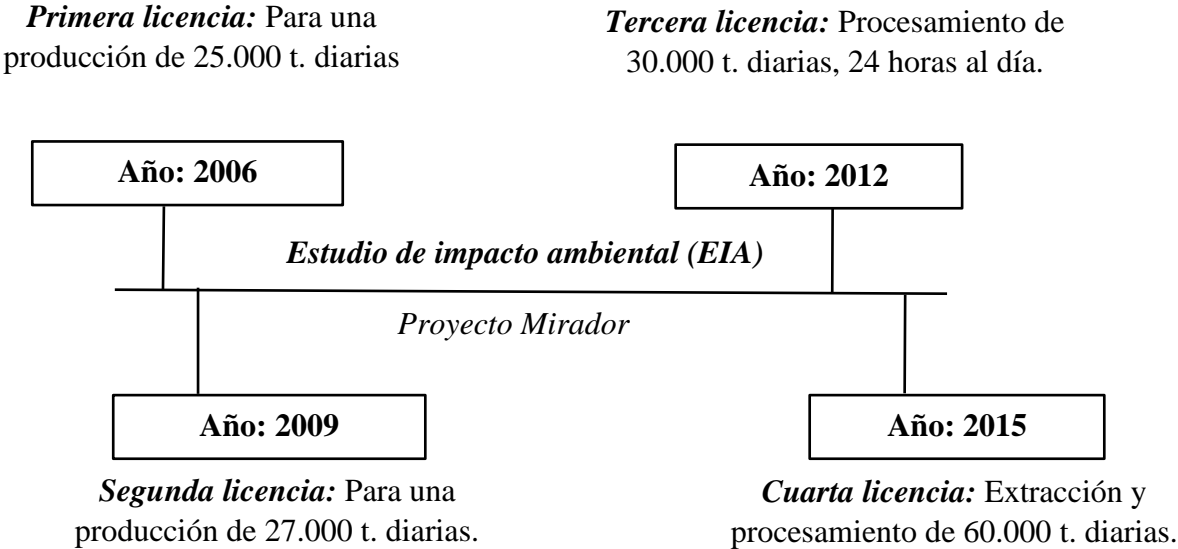 Primera licencia: Para una
producción de 25.000 t. diarias
Tercera licencia: Procesamiento de
30.000 t. diarias, 24 horas al día.
Año: 2006
Año: 2012
Estudio de impacto ambiental (EIA)
Proyecto Mirador
Año: 2009
Año: 2015
Segunda licencia: Para una
producción de 27.000 t. diarias.
Cuarta licencia: Extracción y
procesamiento de 60.000 t. diarias.